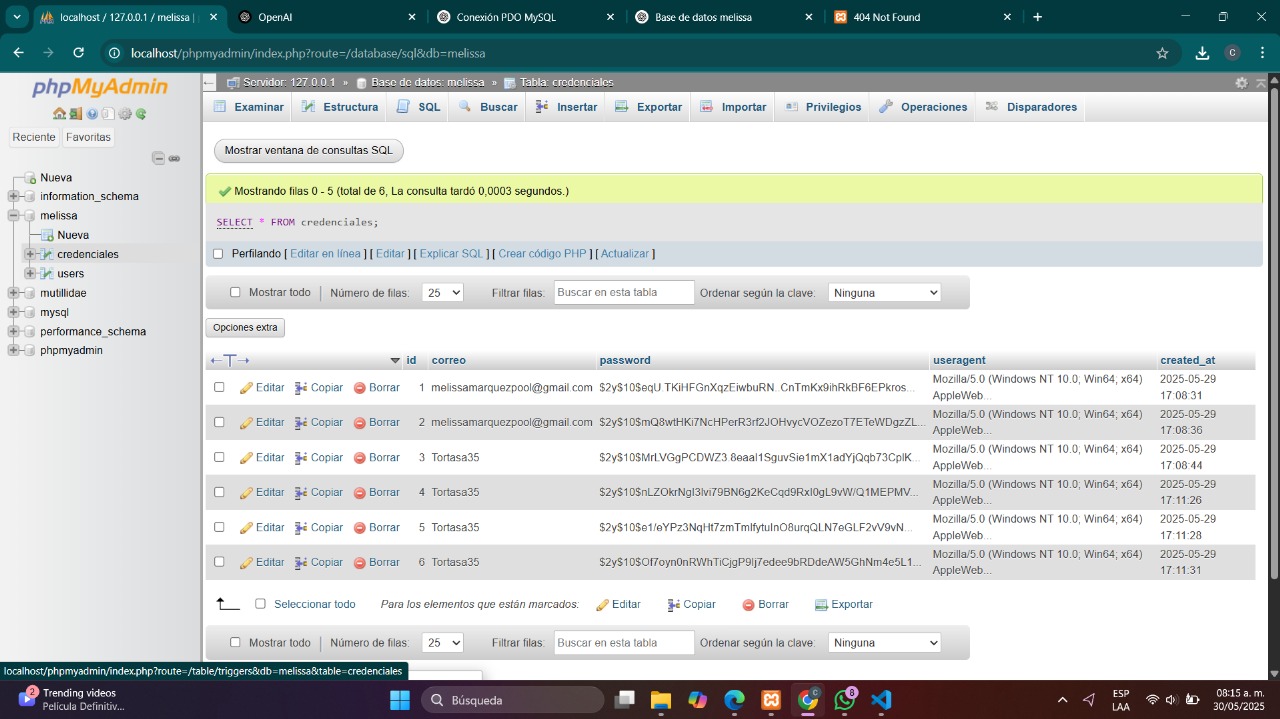 localhost / 127.0.0.1 / melissa |
OpenAI
Conexión PDO MySQL
Base de datos melissa
404 Not Found
localhost/phpmyadmin/index.php?route=/database/sql&db=melissa
C
phpMyAdmin
Reciente
Favoritas
Nueva
information_schema
melissa
Nueva
credenciales
users
mutillidae
mysql
performance_schema
phpmyadmin
Servidor: 127.0.0.1 » Base de datos: melissa » Tabla: credenciales
Examinar Estructura SQL Buscar Insertar Exportar Importar Privilegios Operaciones Disparadores
Mostrar ventana de consultas SQL
Mostrando filas 0 - 5 (total de 6, La consulta tardó 0,0003 segundos.)
SELECT * FROM credenciales;
Perfilando [ Editar en línea ] [ Editar ] [ Explicar SQL ] [ Crear código PHP ] [ Actualizar ]
Mostrar todo | Número de filas: 25 Filtrar filas: Buscar en esta tabla Ordenar según la clave: Ninguna
Opciones extra
←T→ id correo password useragent created_at
Editar Copiar Borrar 1 melissamarquezpool@gmail.com $2y$10$eqU.TKiHFGnXqzEiwbuRN..CnTmKx9ihRkBF6EPkros... Mozilla/5.0 (Windows NT 10.0; Win64; x64) AppleWeb... 2025-05-29 17:08:31
Editar Copiar Borrar 2 melissamarquezpool@gmail.com $2y$10$mQ8wtHKi7NcHPerR3rf2JOHvycVOZezoT7ETeWDgzZL... Mozilla/5.0 (Windows NT 10.0; Win64; x64) AppleWeb... 2025-05-29 17:08:36
Editar Copiar Borrar 3 Tortasa35 Mozilla/5.0 (Windows NT 10.0; Win64; x64) AppleWeb... 2025-05-29 17:08:44
Editar Copiar Borrar 4 Tortasa35 Mozilla/5.0 (Windows NT 10.0; Win64; x64) AppleWeb... 2025-05-29 17:11:26
Editar Copiar Borrar 5 Tortasa35 Mozilla/5.0 (Windows NT 10.0; Win64; x64) AppleWeb... 2025-05-29 17:11:28
Editar Copiar Borrar 6 Tortasa35 Mozilla/5.0 (Windows NT 10.0; Win64; x64) AppleWeb... 2025-05-29 17:11:31
Seleccionar todo Para los elementos que están marcados: Editar Copiar Borrar Exportar
Mostrar todo | Número de filas: 25 Filtrar filas: Buscar en esta tabla Ordenar según la clave: Ninguna
localhost/phpmyadmin/index.php?route=/table/triggers&db=melissa&table=credenciales
2
Trending videos
Película Definitiv...
Búsqueda
C
8
ESP
LAA
08:15 a. m.
30/05/2025